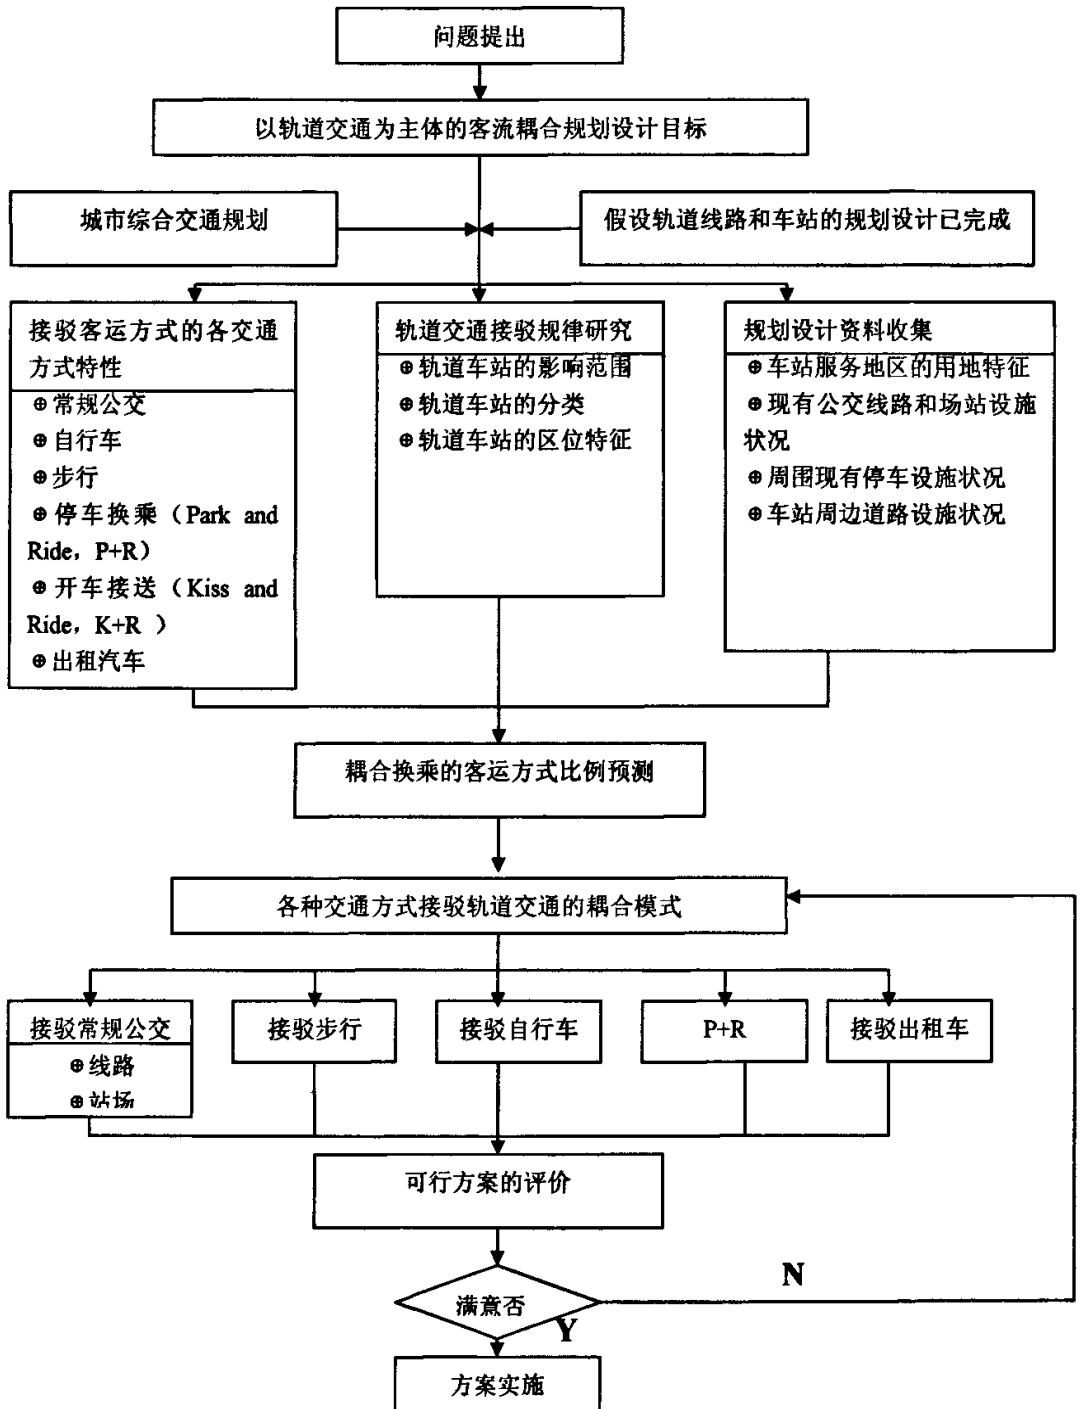 问题提出
以轨道交通为主体的客流耦合规划设计目标
城市综合交通规划
假设轨道线路和车站的规划设计已完成
接驳客运方式的各交通
方式特性
⊕常规公交
⊕自行车
⊕步行
⊕停车换乘（Park and
Ride，P+R）
⊕开车接送（Kiss and
Ride，K+R ）
⊕出租汽车
轨道交通接驳规律研究
⊕轨道车站的影响范围
⊕轨道车站的分类
⊕轨道车站的区位特征
规划设计资料收集
⊕车站服务地区的用地特征
⊕现有公交线路和场站设施
状况
⊕周围现有停车设施状况
⊕车站周边道路设施状况
耦合换乘的客运方式比例预测
各种交通方式接驳轨道交通的耦合模式
接驳常规公交
⊕线路
⊕站场
接驳步行
接驳自行车
P+R
接驳出租车
可行方案的评价
满意否
N
Y
方案实施